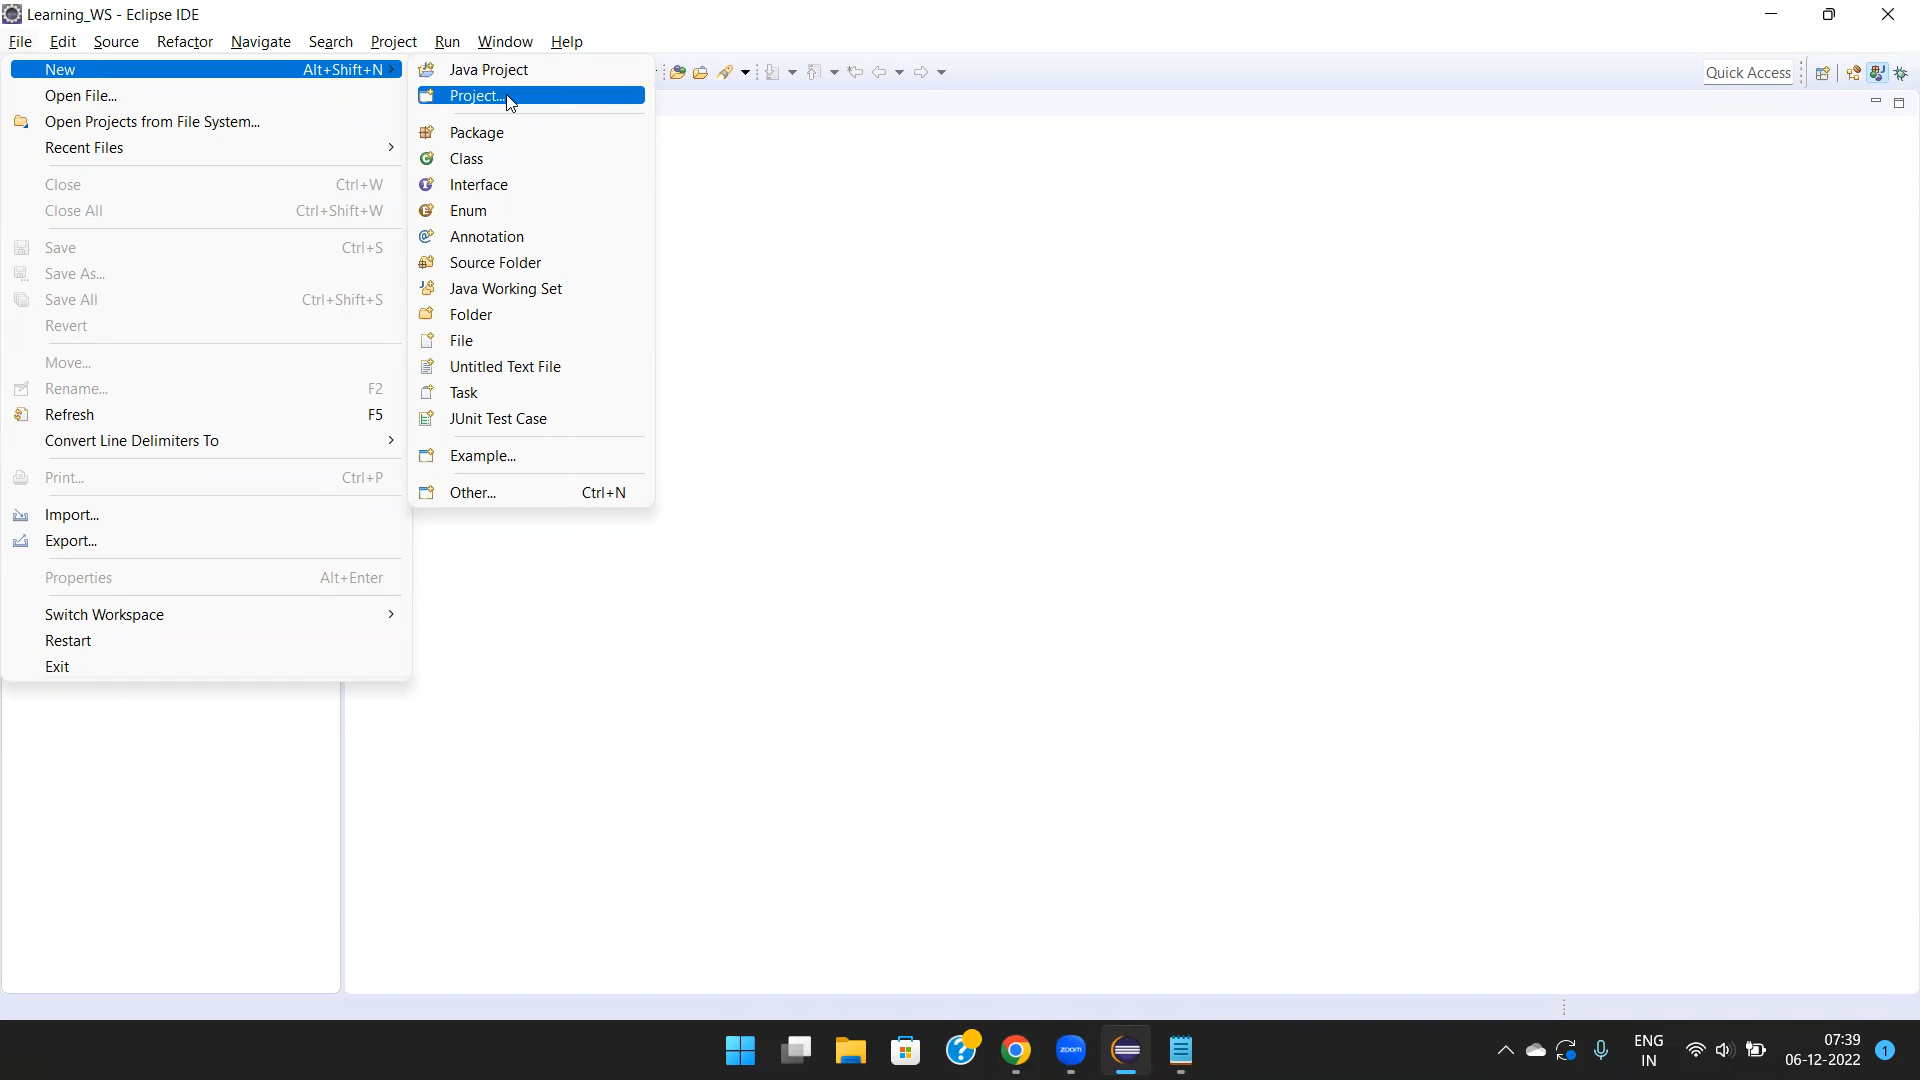 Learning_WS - Eclipse IDE
File Edit Source Refactor Navigate Search Project Run Window Help
Quick Access
New Alt+Shift+N
Open File...
Open Projects from File System...
Recent Files
Close Ctrl+W
Close All Ctrl+Shift+W
Save Ctrl+S
Save As...
Save All Ctrl+Shift+S
Revert
Move...
Rename... F2
Refresh F5
Convert Line Delimiters To
Print... Ctrl+P
Import...
Export...
Properties Alt+Enter
Switch Workspace
Restart
Exit
Java Project
Project...
Package
Class
Interface
Enum
Annotation
Source Folder
Java Working Set
Folder
File
Untitled Text File
Task
JUnit Test Case
Example...
Other... Ctrl+N
zoom
ENG
IN
07:39
06-12-2022
1